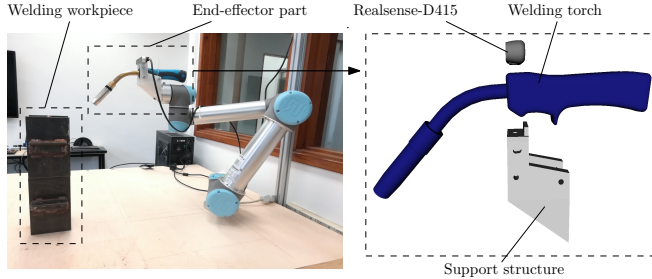 Welding workpiece
End-effector part
Realsense-D415
Welding torch
Support structure